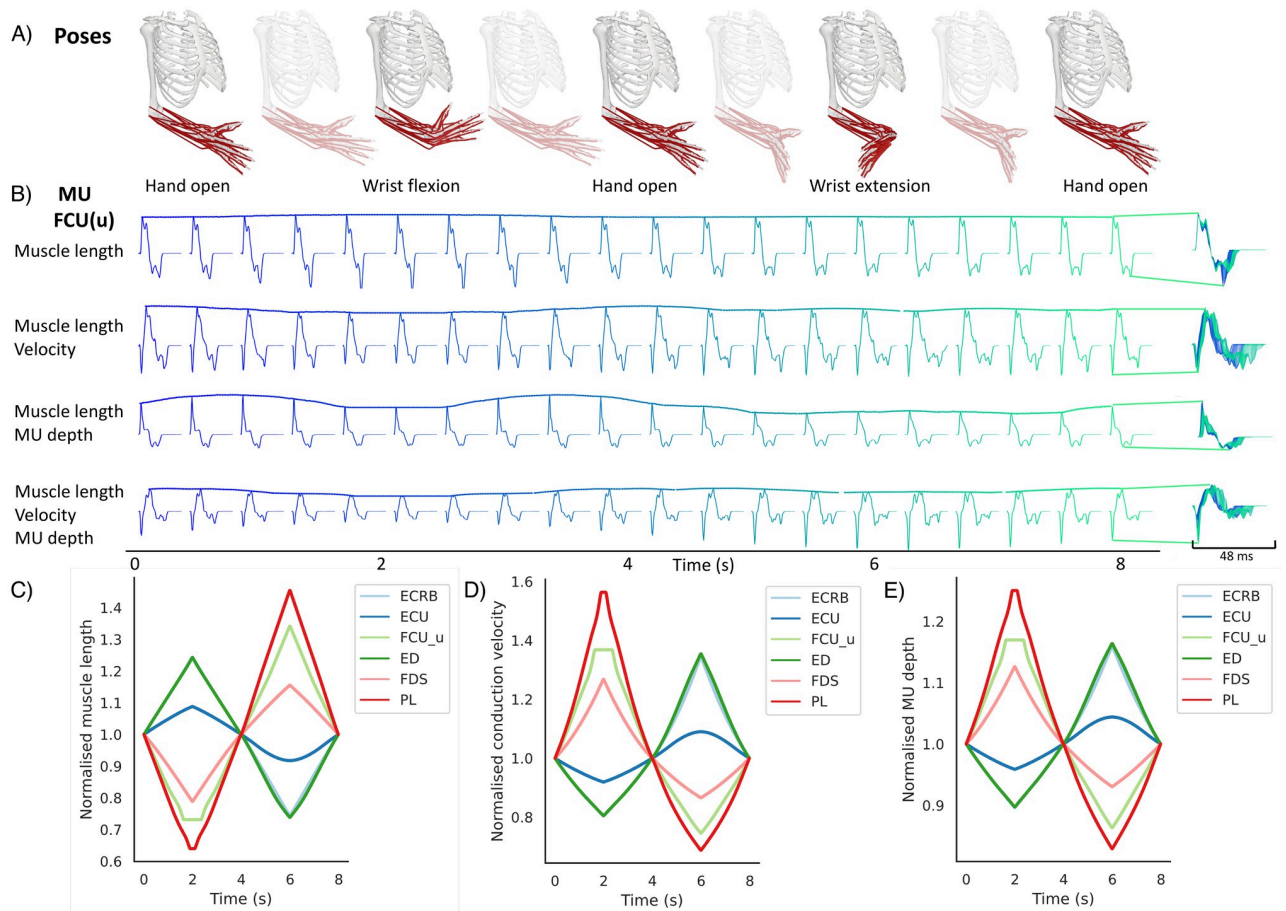 A) Poses
Hand open
Wrist flexion
Hand open
Wrist extension
Hand open
B) MU
FCU(u)
Muscle length
Muscle length
Velocity
Muscle length
MU depth
Muscle length
Velocity
MU depth
48 ms
0 2 4 Time (s) 6 8
C)
Normalised muscle length
1.4
1.3
1.2
1.1
1.0
0.9
0.8
0.7
0.6
0 2 4 6 8
Time (s)
ECRB
ECU
FCU_u
ED
FDS
PL
D)
Normalised conduction velocity
1.6
1.4
1.2
1.0
0.8
0 2 4 6 8
Time (s)
ECRB
ECU
FCU_u
ED
FDS
PL
E)
Normalised MU depth
1.2
1.1
1.0
0.9
0 2 4 6 8
Time (s)
ECRB
ECU
FCU_u
ED
FDS
PL